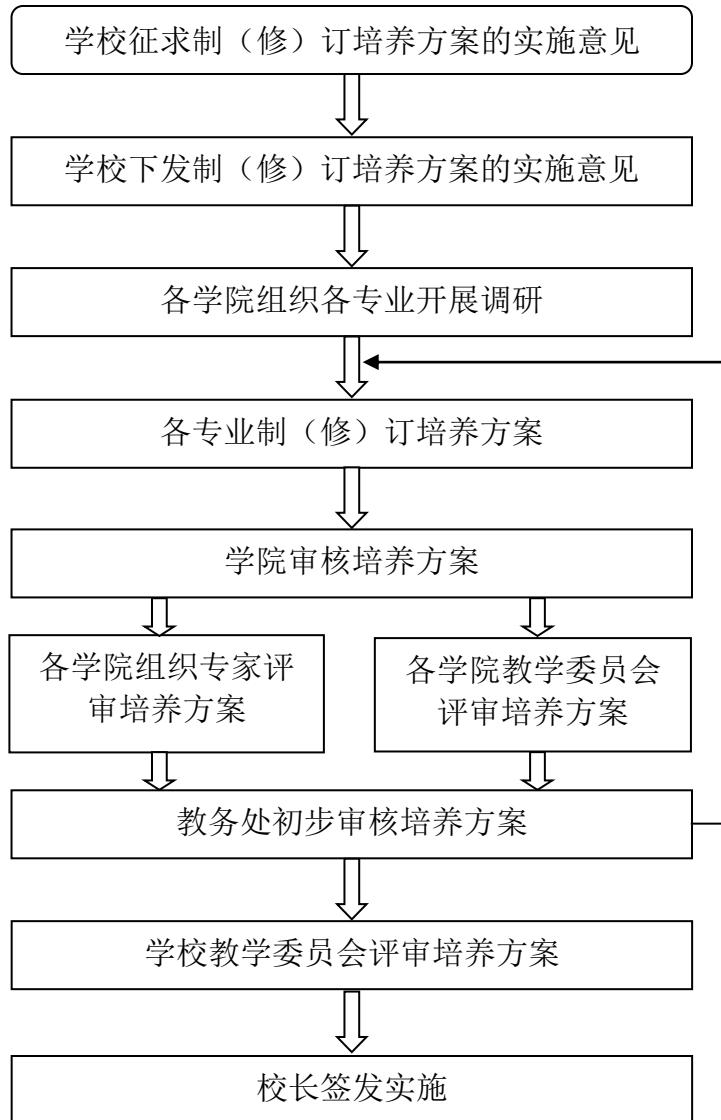 学校征求制（修）订培养方案的实施意见
学校下发制（修）订培养方案的实施意见
各学院组织各专业开展调研
各专业制（修）订培养方案
学院审核培养方案
各学院组织专家评
审培养方案
各学院教学委员会
评审培养方案
教务处初步审核培养方案
学校教学委员会评审培养方案
校长签发实施